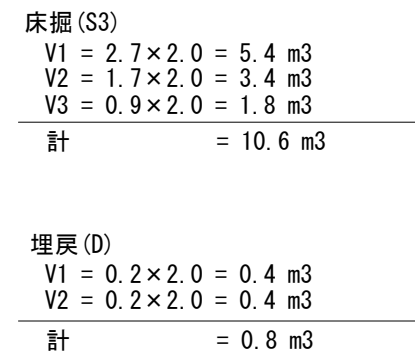 床掘(S3)
V1 = 2.7×2.0 = 5.4 m3
V2 = 1.7×2.0 = 3.4 m3
V3 = 0.9×2.0 = 1.8 m3
計 = 10.6 m3
埋戻(D)
V1 = 0.2×2.0 = 0.4 m3
V2 = 0.2×2.0 = 0.4 m3
計 = 0.8 m3